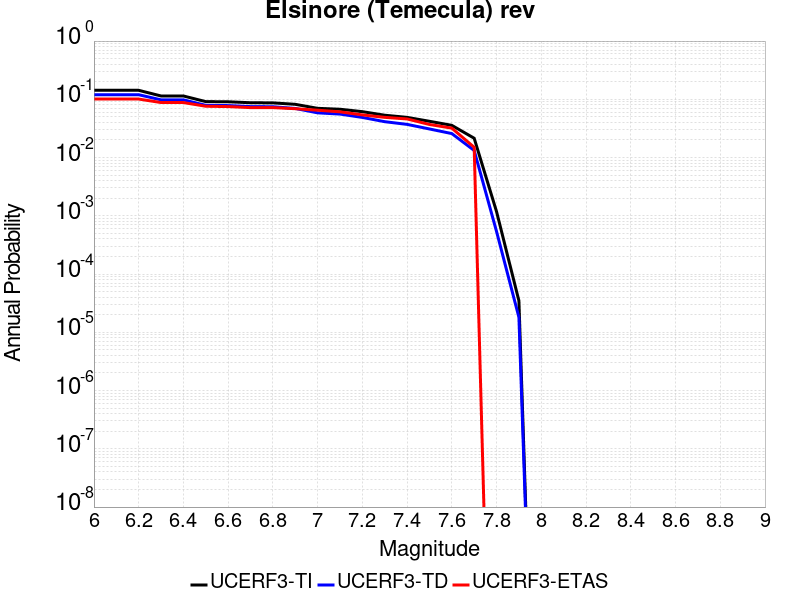 Elsinore (Temecula) rev
10^0
10^-1
10^-2
10^-3
10^-4
10^-5
10^-6
10^-7
10^-8
Annual Probability
6 6.2 6.4 6.6 6.8 7 7.2 7.4 7.6 7.8 8 8.2 8.4 8.6 8.8 9
Magnitude
UCERF3-TI UCERF3-TD UCERF3-ETAS